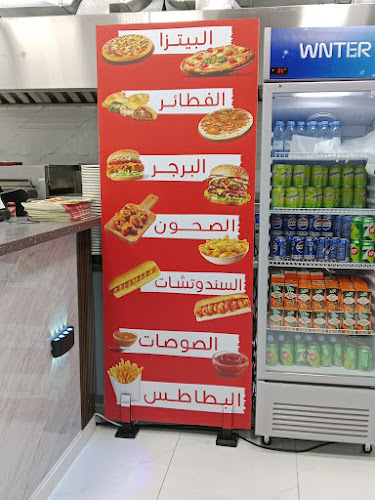 البيتزا
الفطائر
البرجر
الصحون
السندوتشات
الصوصات
البطاطس
WNTER